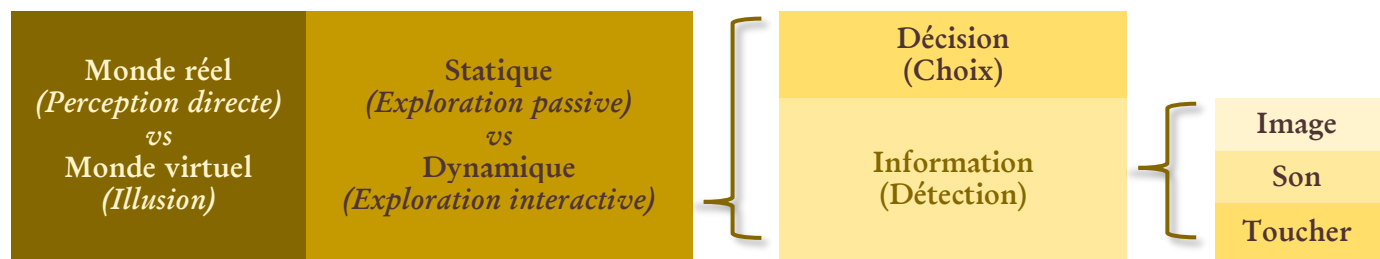 Monde réel
(Perception directe)
vs
Monde virtuel
(Illusion)
Statique
(Exploration passive)
vs
Dynamique
(Exploration interactive)
Décision
(Choix)
Information
(Détection)
Image
Son
Toucher